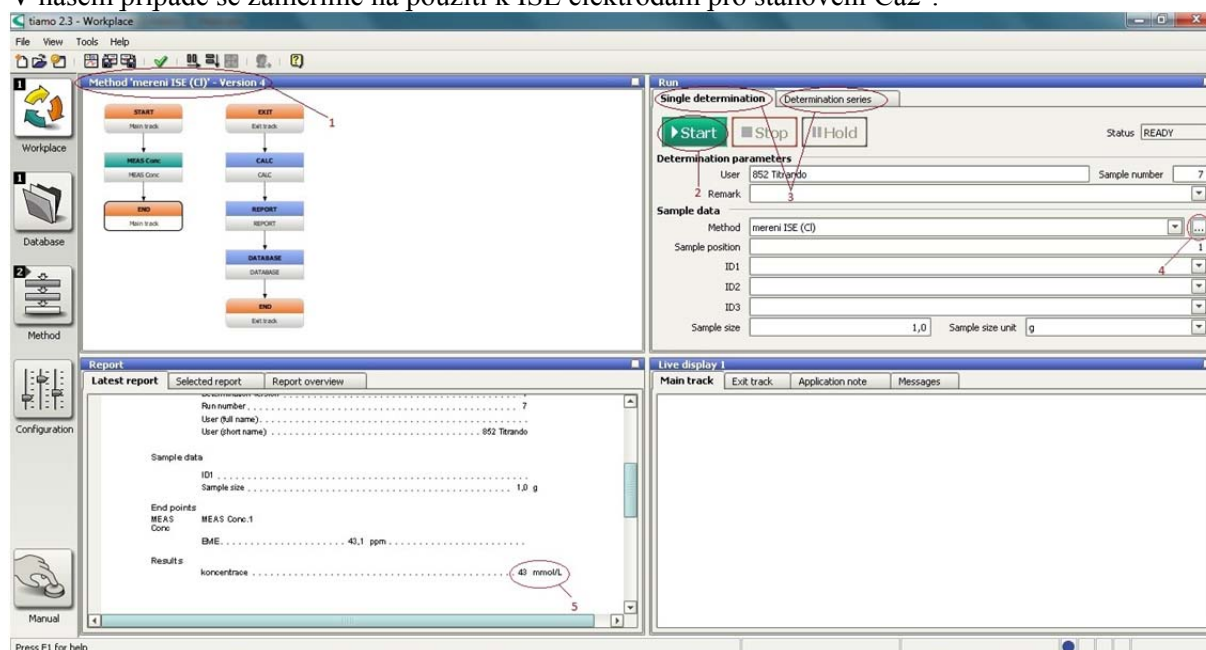 V našem případě se zaměříme na použití k ISE elektrodám pro stanovení Ca2+.
tiamo 2.3 - Workplace
File View Tools Help
1
Workplace
1
Database
2
Method
Configuration
Manual
Method 'mereni ISE (Cl)' - Version 4
1
START
Main track
EXIT
Exit track
MEAS Conc
MEAS Conc
CALC
CALC
END
Main track
REPORT
REPORT
DATABASE
DATABASE
END
Exit track
Run
Single determination Determination series
Start Stop Hold Status READY
Determination parameters
User 852 Titrando Sample number 7
2 Remark 3
Sample data
Method mereni ISE (Cl) ...
Sample position 1
ID1 4
ID2
ID3
Sample size 1,0 Sample size unit g
Report
Latest report Selected report Report overview
Run number 7
User (full name)
User (short name) 852 Titrando
Sample data
ID1
Sample size 1,0 g
End points
MEAS Conc MEAS Conc.1
EME 43,1 ppm
Results
koncentrace 43 mmol/L
5
Live display 1
Main track Exit track Application note Messages
Press F1 for help